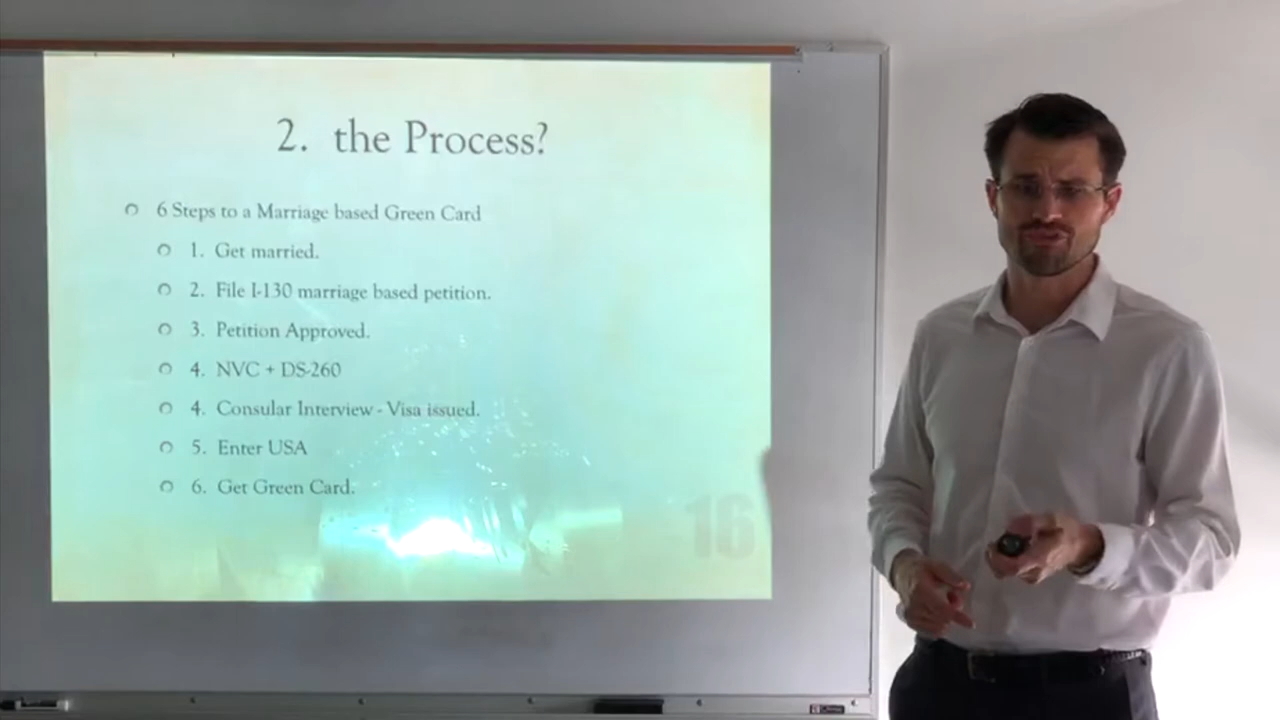 2. the Process?
6 Steps to a Marriage based Green Card
1. Get married.
2. File I-130 marriage based petition.
3. Petition Approved.
4. NVC + DS-260
4. Consular Interview - Visa issued.
5. Enter USA
6. Get Green Card.
16